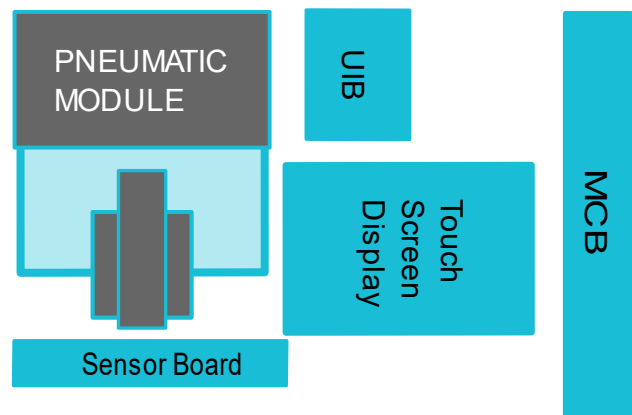 PNEUMATIC
MODULE
UIB
Touch
Screen
Display
MCB
Sensor Board